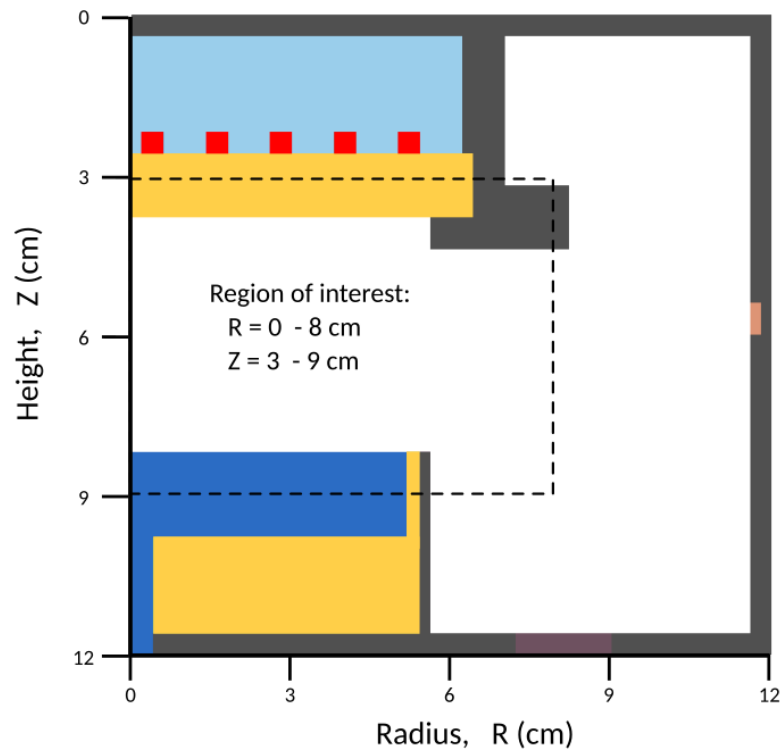 0
3
6
9
12
Height, Z (cm)
Region of interest:
R = 0 - 8 cm
Z = 3 - 9 cm
0
3
6
9
12
Radius, R (cm)